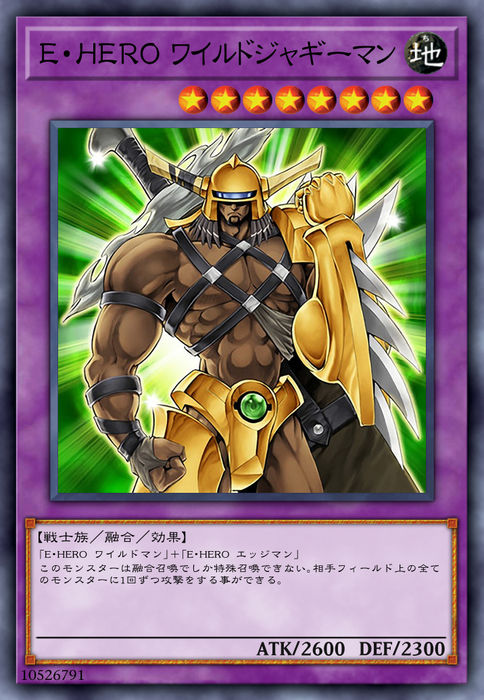 E・HERO ワイルドジャギーマン
地
ち
【戦士族／融合／効果】
「E・HERO ワイルドマン」＋「E・HERO エッジマン」
このモンスターは融合召喚でしか特殊召喚できない。相手フィールド上の全て
のモンスターに1回ずつ攻撃をする事ができる。
ATK/2600 DEF/2300
10526791